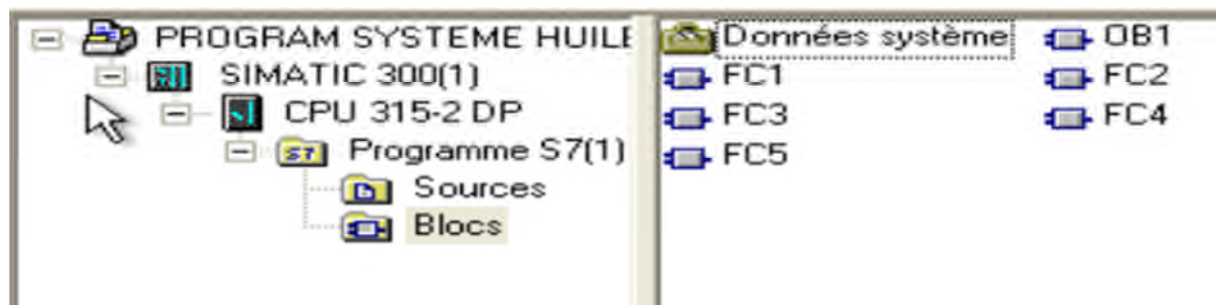 PROGRAM SYSTEME HUILE
SIMATIC 300(1)
CPU 315-2 DP
Programme S7(1)
Sources
Blocs
Données système
OB1
FC1
FC2
FC3
FC4
FC5